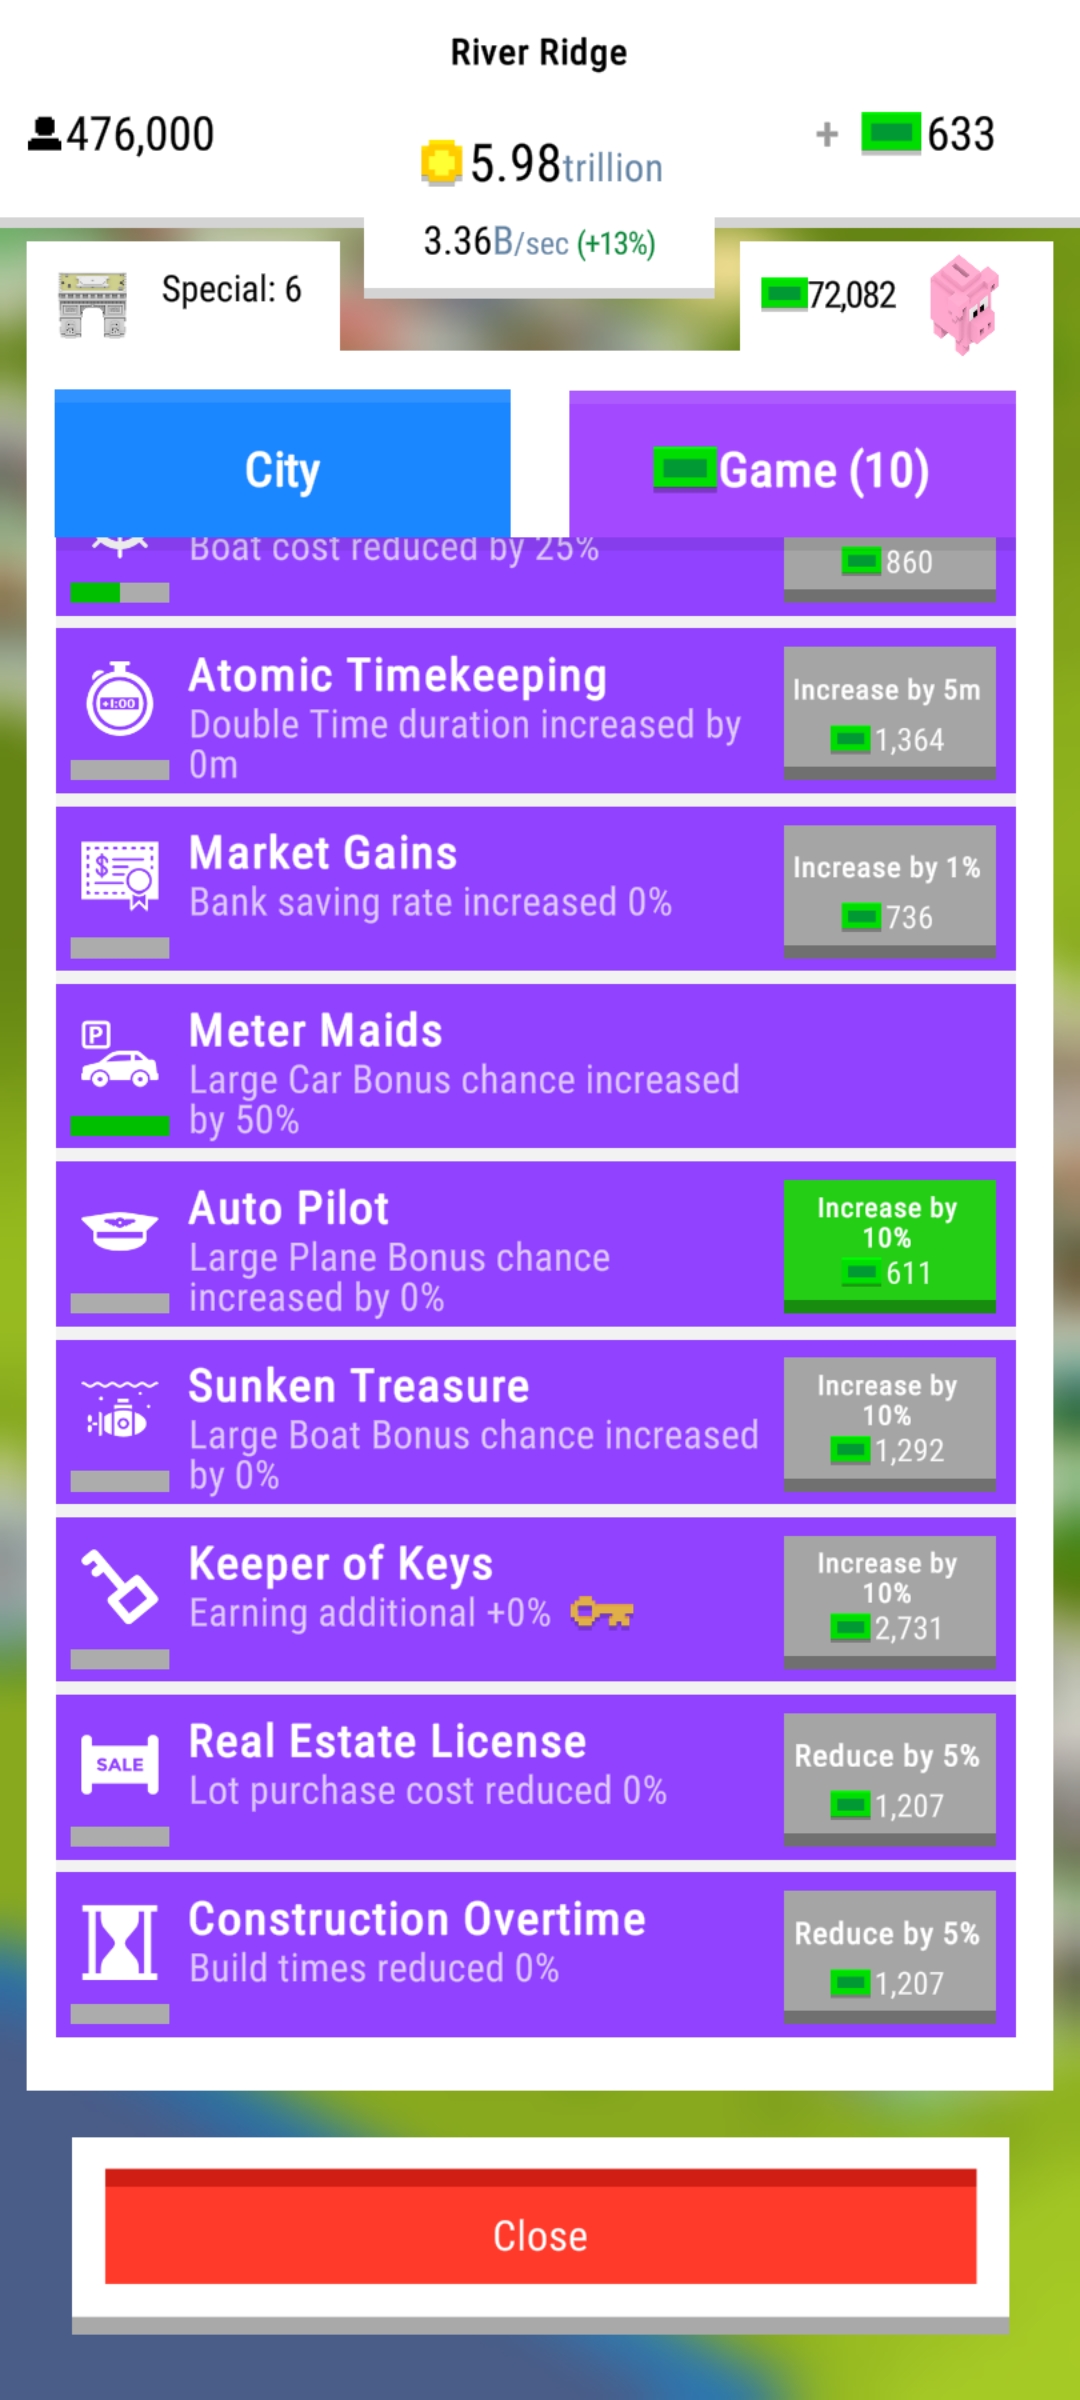 River Ridge
476,000
5.98trillion
+ 633
3.36B/sec (+13%)
Special: 6
72,082
City
Game (10)
Boat cost reduced by 25%
860
Atomic Timekeeping
Double Time duration increased by
0m
Increase by 5m
1,364
+1:00
Market Gains
Bank saving rate increased 0%
Increase by 1%
736
$
P
Meter Maids
Large Car Bonus chance increased
by 50%
Auto Pilot
Large Plane Bonus chance
increased by 0%
Increase by
10%
611
Sunken Treasure
Large Boat Bonus chance increased
by 0%
Increase by
10%
1,292
Keeper of Keys
Earning additional +0%
Increase by
10%
2,731
SALE
Real Estate License
Lot purchase cost reduced 0%
Reduce by 5%
1,207
Construction Overtime
Build times reduced 0%
Reduce by 5%
1,207
Close